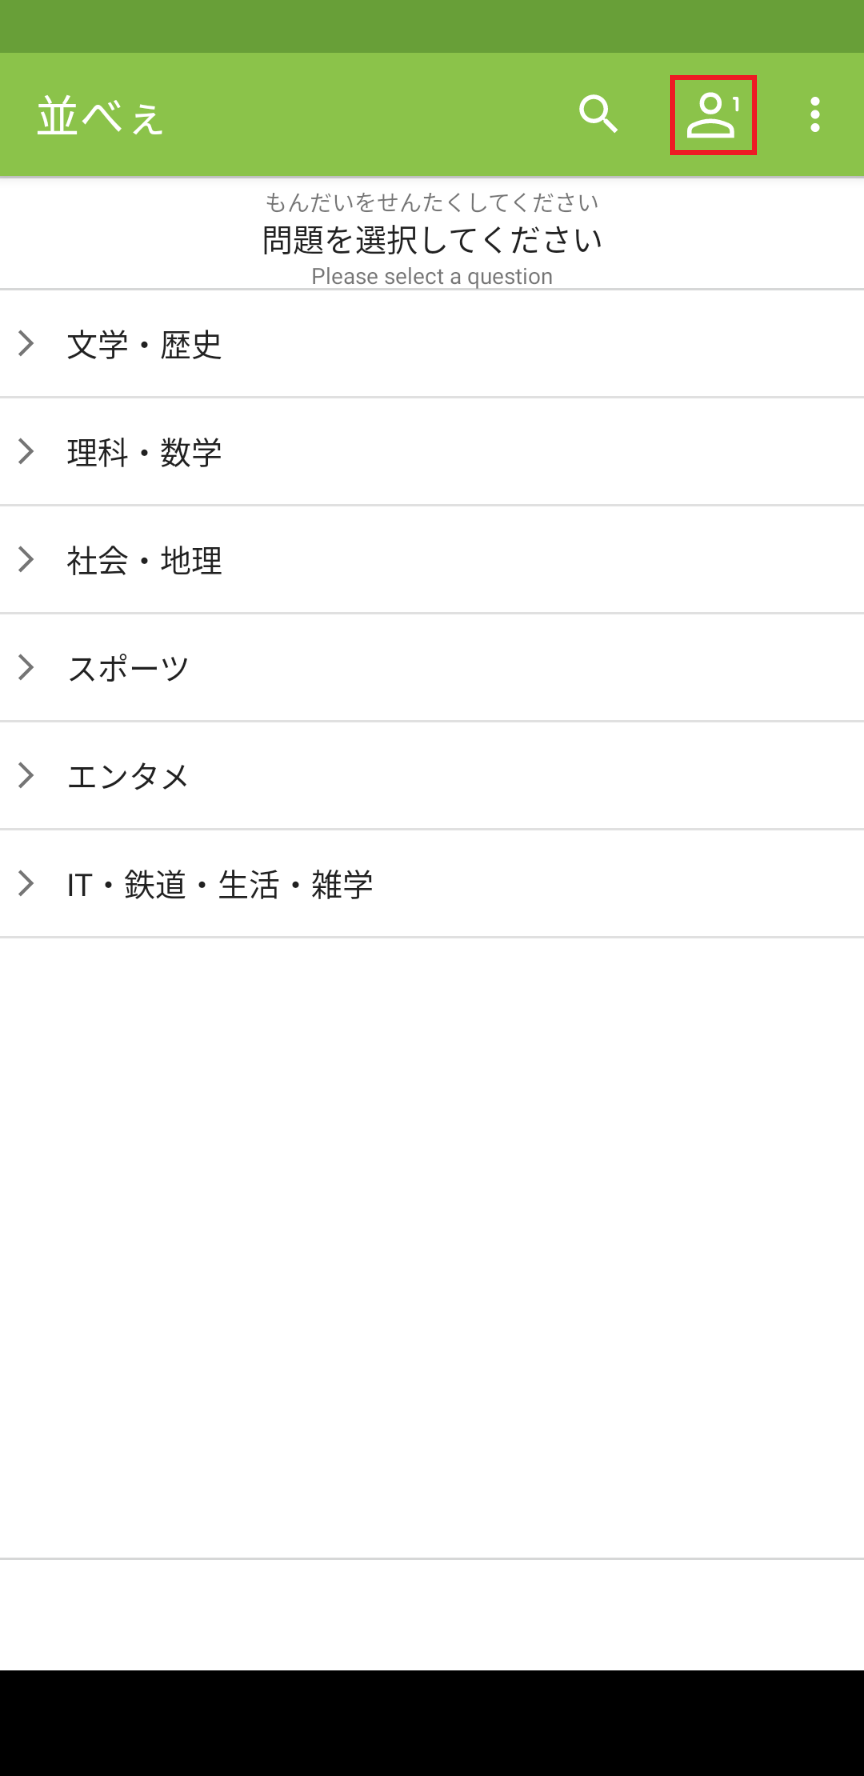 並べぇ
1
もんだいをせんたくしてください
問題を選択してください
Please select a question
文学・歴史
理科・数学
社会・地理
スポーツ
エンタメ
IT・鉄道・生活・雑学